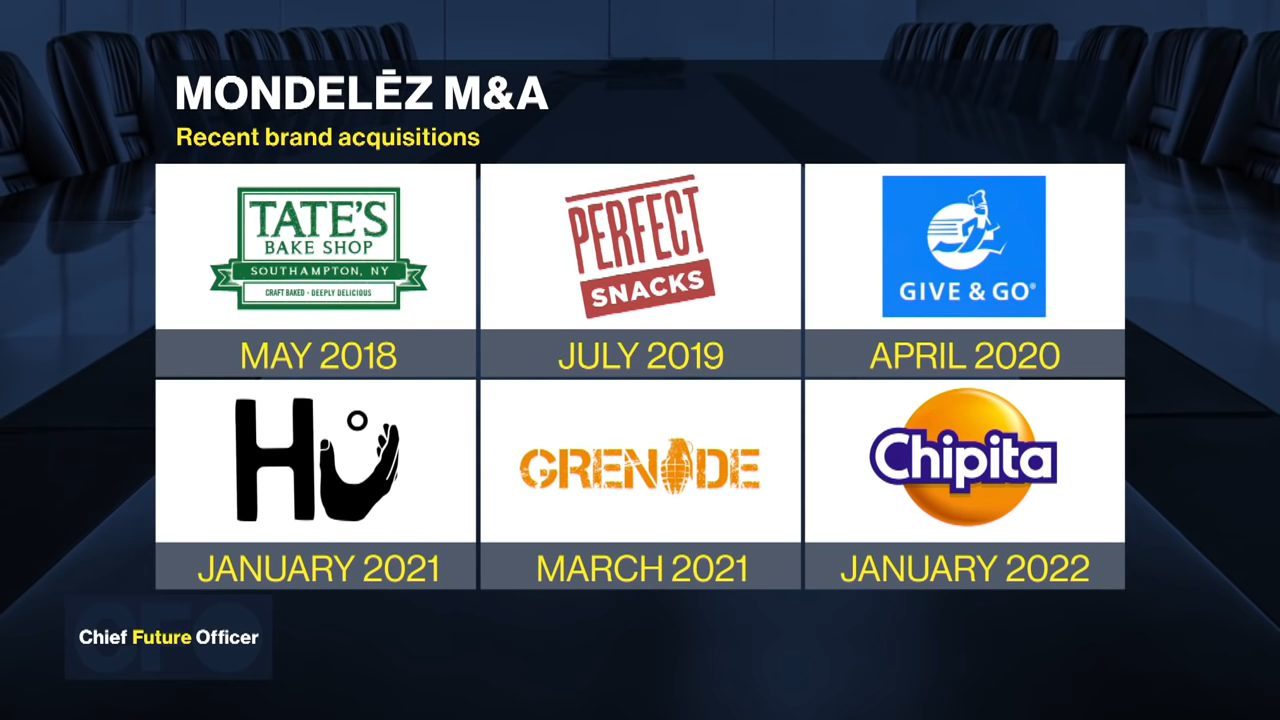 MONDELĒZ M&A
Recent brand acquisitions
TATE'S
BAKE SHOP
SOUTHAMPTON, NY
CRAFT BAKED - DEEPLY DELICIOUS
PERFECT
SNACKS
GIVE & GO®
MAY 2018
JULY 2019
APRIL 2020
Hu
GRENADE
Chipita
JANUARY 2021
MARCH 2021
JANUARY 2022
CFO
Chief Future Officer